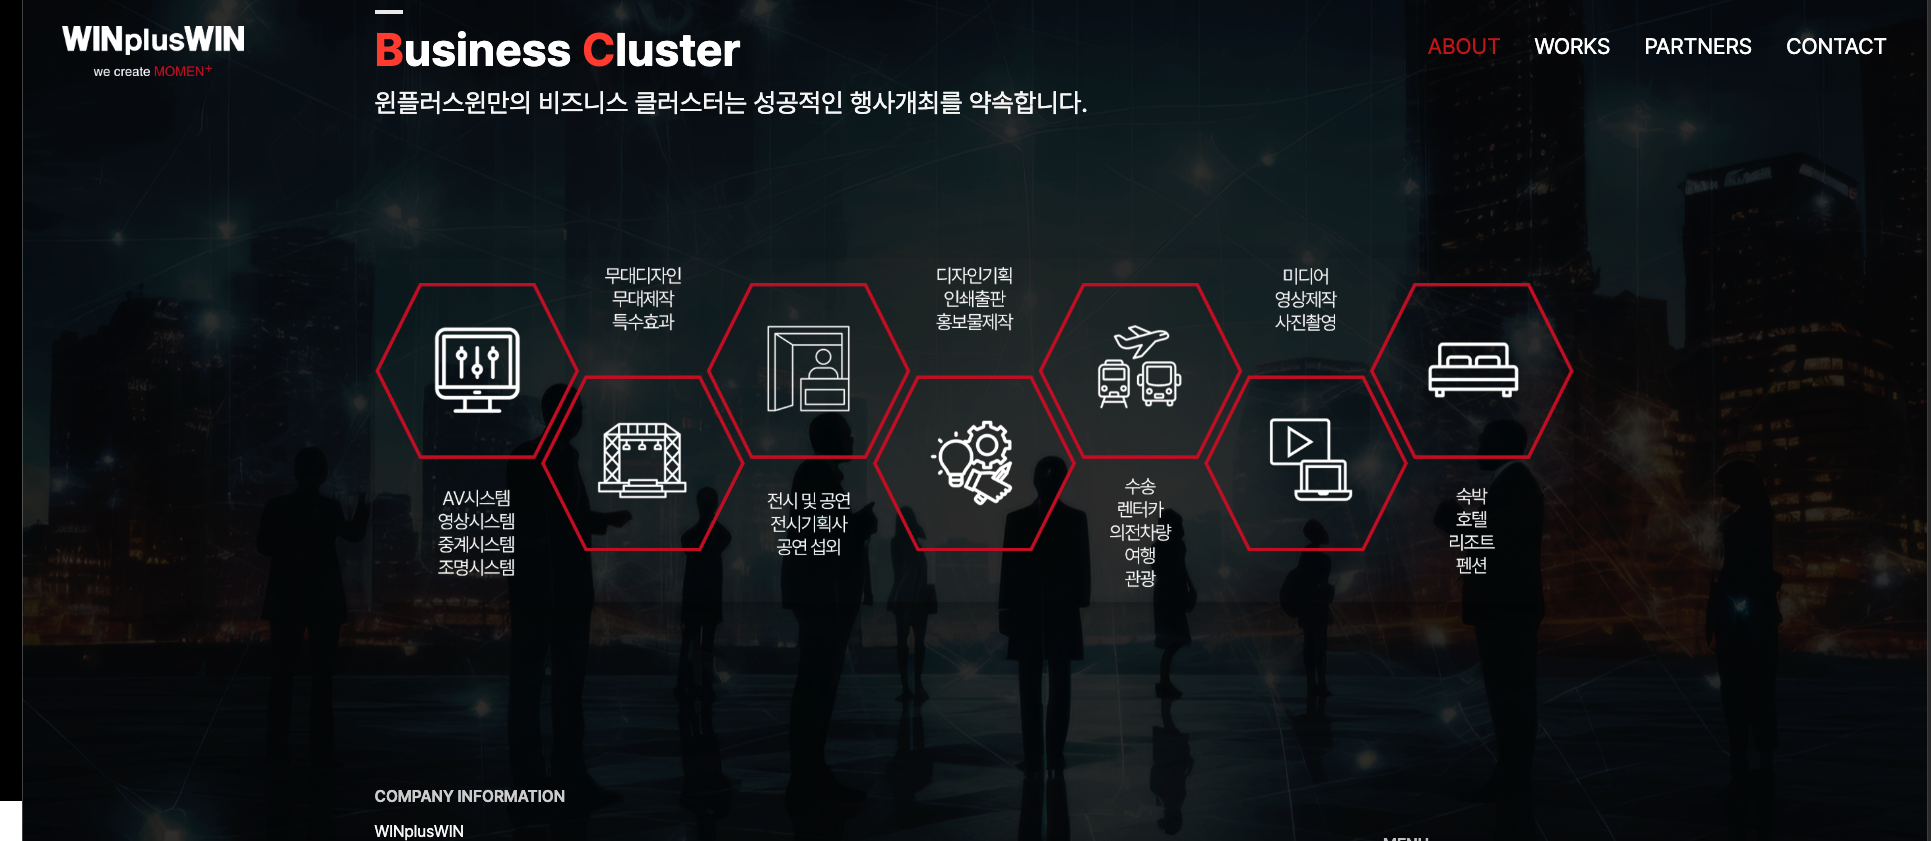 WINplusWIN
we create MOMEN+
ABOUT
WORKS
PARTNERS
CONTACT
Business Cluster
윈플러스윈만의 비즈니스 클러스터는 성공적인 행사개최를 약속합니다.
AV시스템
영상시스템
중계시스템
조명시스템
무대디자인
무대제작
특수효과
전시 및 공연
전시기획사
공연 섭외
디자인기획
인쇄출판
홍보물제작
수송
렌터카
의전차량
여행
관광
미디어
영상제작
사진촬영
숙박
호텔
리조트
펜션
COMPANY INFORMATION
WINplusWIN
MENU